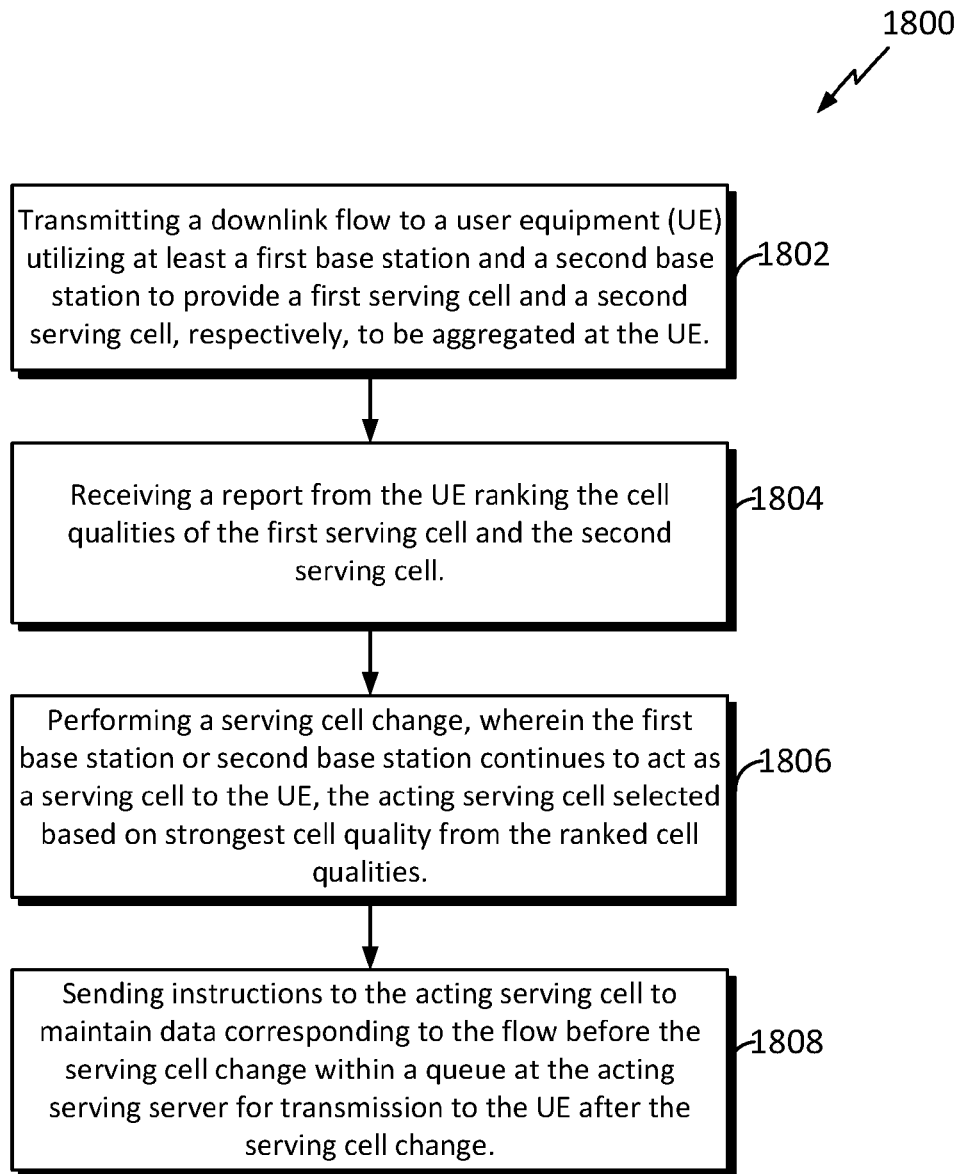 1800
Transmitting a downlink flow to a user equipment (UE)
utilizing at least a first base station and a second base
station to provide a first serving cell and a second
serving cell, respectively, to be aggregated at the UE.
1802
Receiving a report from the UE ranking the cell
qualities of the first serving cell and the second
serving cell.
1804
Performing a serving cell change, wherein the first
base station or second base station continues to act as
a serving cell to the UE, the acting serving cell selected
based on strongest cell quality from the ranked cell
qualities.
1806
Sending instructions to the acting serving cell to
maintain data corresponding to the flow before the
serving cell change within a queue at the acting
serving server for transmission to the UE after the
serving cell change.
1808